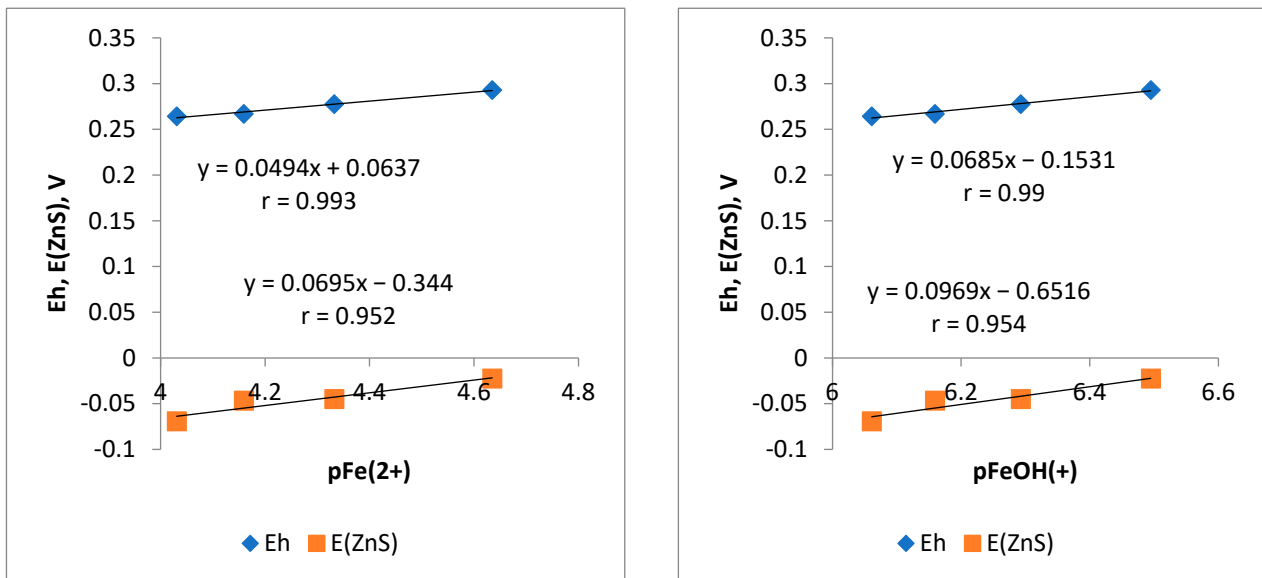 0.35
0.3
0.25
0.2
0.15
0.1
0.05
0
-0.05
-0.1
Eh, E(ZnS), V
y = 0.0494x + 0.0637
r = 0.993
y = 0.0695x − 0.344
r = 0.952
4
4.2
4.4
4.6
4.8
pFe(2+)
Eh
E(ZnS)
0.35
0.3
0.25
0.2
0.15
0.1
0.05
0
-0.05
-0.1
Eh, E(ZnS), V
y = 0.0685x − 0.1531
r = 0.99
y = 0.0969x − 0.6516
r = 0.954
6
6.2
6.4
6.6
pFeOH(+)
Eh
E(ZnS)